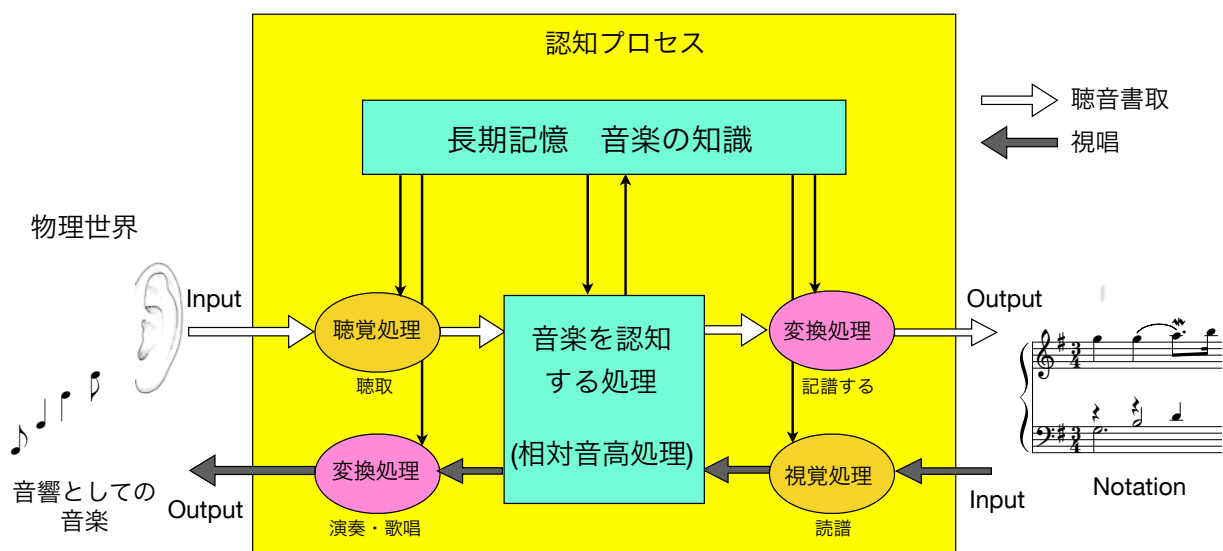 認知プロセス
聴音書取
視唱
長期記憶　音楽の知識
物理世界
Input
聴覚処理
聴取
音楽を認知
する処理
(相対音高処理)
変換処理
記譜する
Output
3
4
3
4
Notation
音響としての
音楽
Output
変換処理
演奏・歌唱
視覚処理
読譜
Input